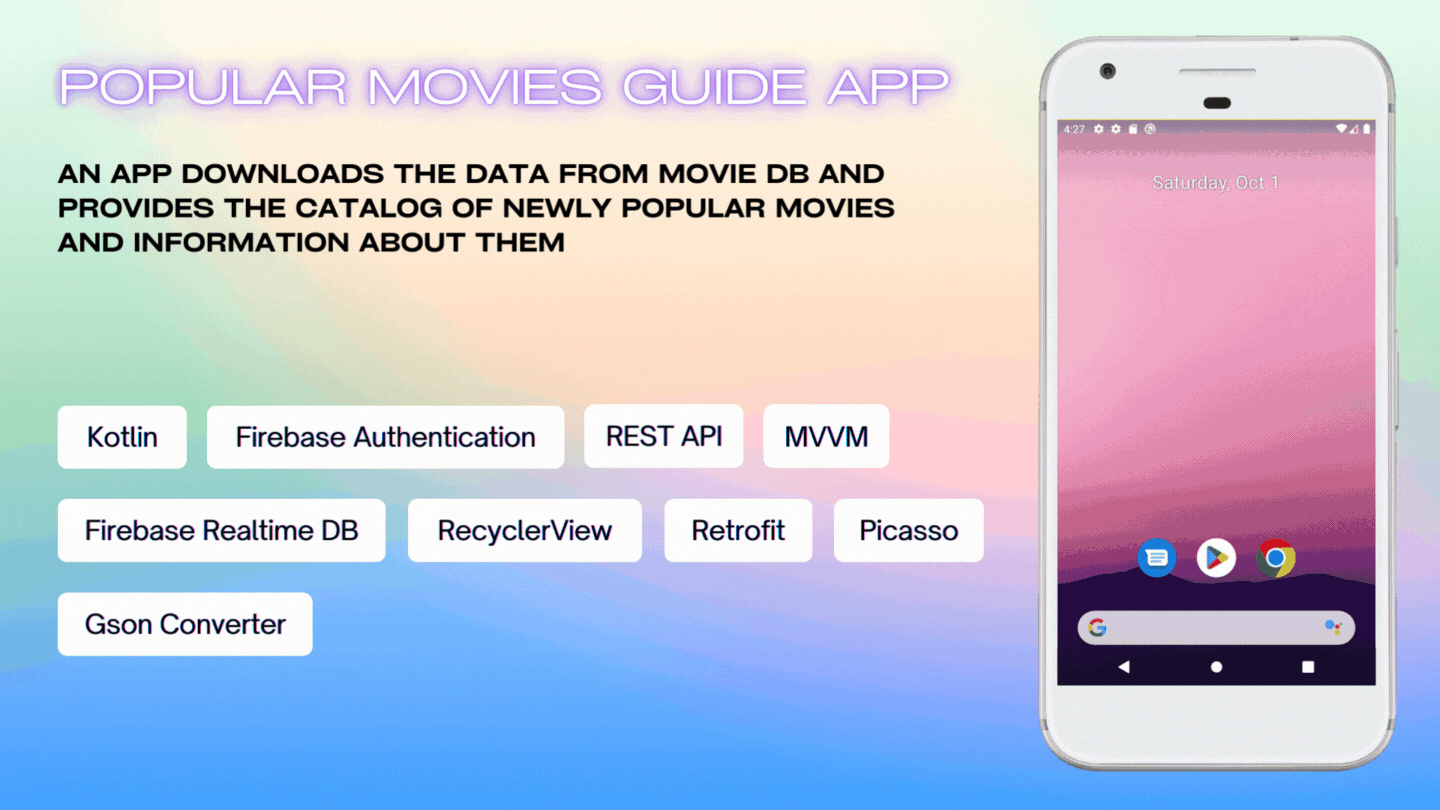 POPULAR MOVIES GUIDE APP
AN APP DOWNLOADS THE DATA FROM MOVIE DB AND
PROVIDES THE CATALOG OF NEWLY POPULAR MOVIES
AND INFORMATION ABOUT THEM
Kotlin
Firebase Authentication
REST API
MVVM
Firebase Realtime DB
RecyclerView
Retrofit
Picasso
Gson Converter
4:27
Saturday, Oct 1
G